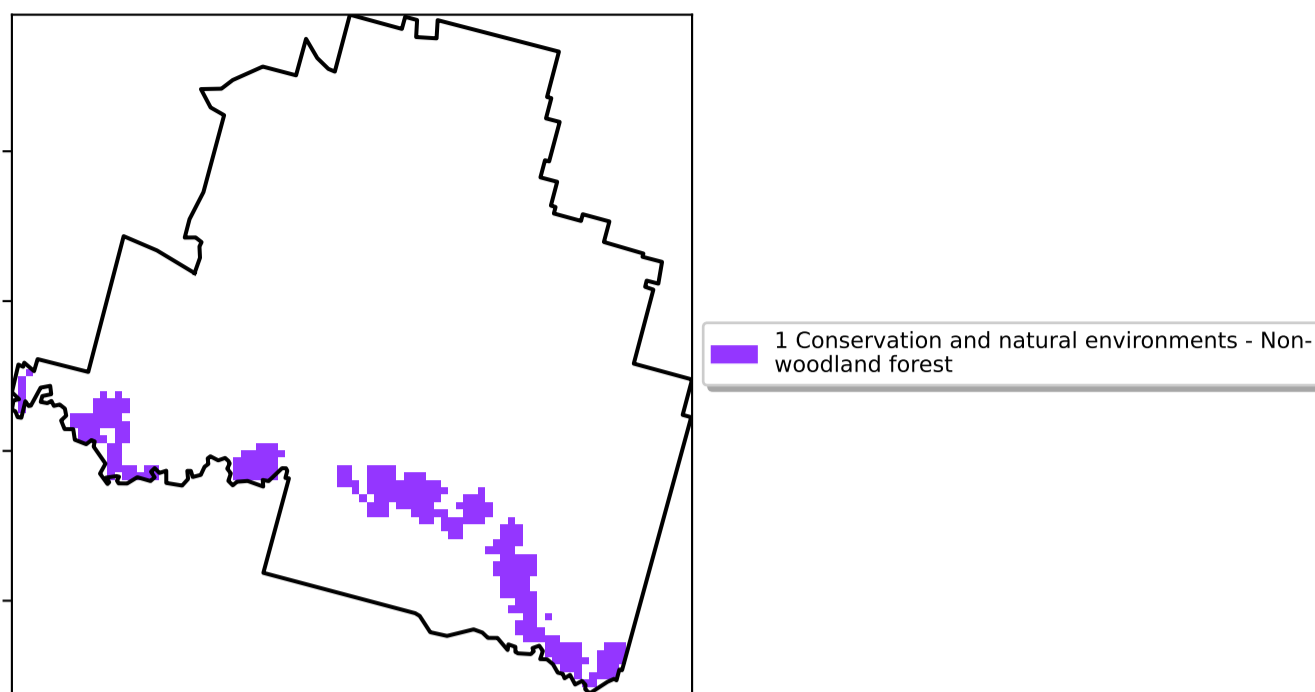 1 Conservation and natural environments - Non-
woodland forest